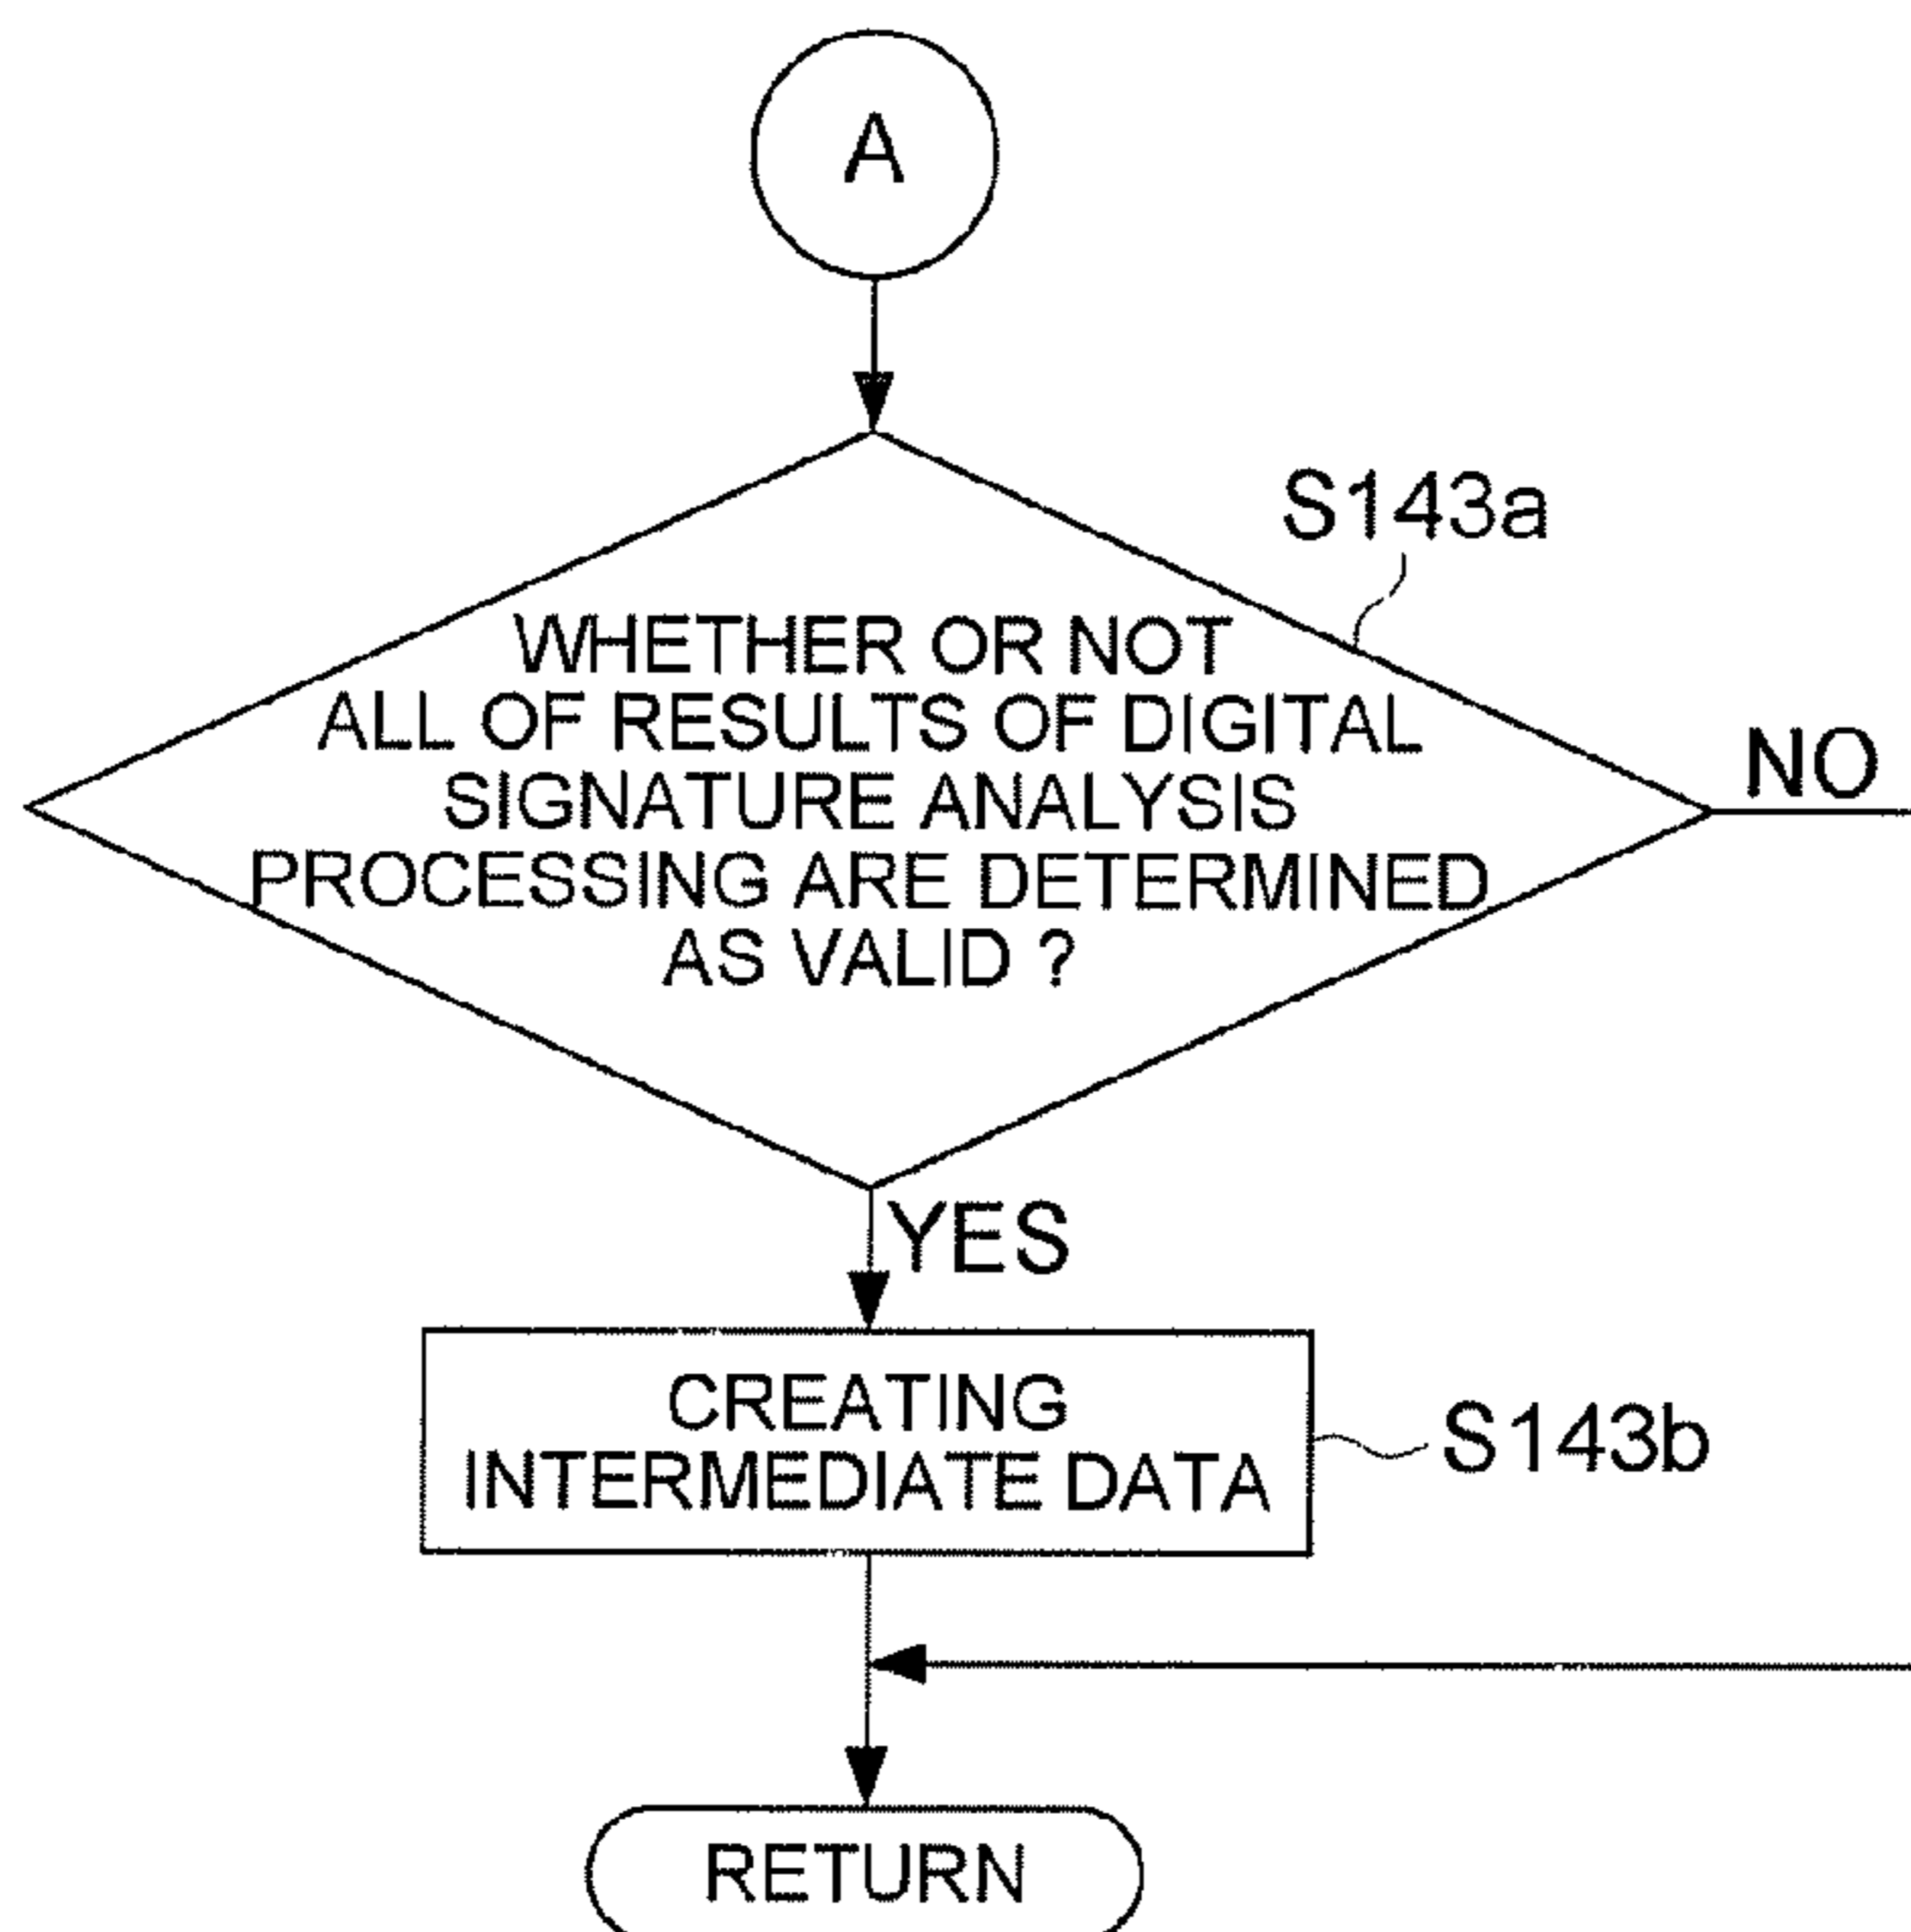 A
S143a
WHETHER OR NOT
ALL OF RESULTS OF DIGITAL
SIGNATURE ANALYSIS
PROCESSING ARE DETERMINED
AS VALID ?
NO
YES
CREATING
INTERMEDIATE DATA
S143b
RETURN